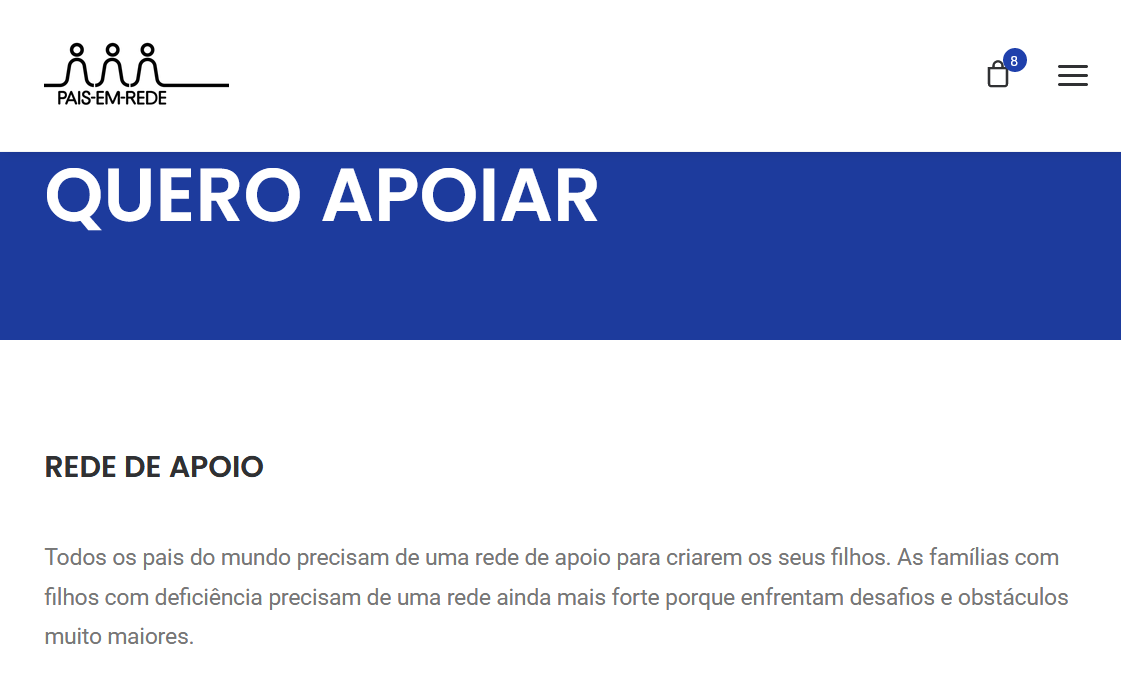 PAIS-EM-REDE
8
QUERO APOIAR
REDE DE APOIO
Todos os pais do mundo precisam de uma rede de apoio para criarem os seus filhos. As famílias com
filhos com deficiência precisam de uma rede ainda mais forte porque enfrentam desafios e obstáculos
muito maiores.